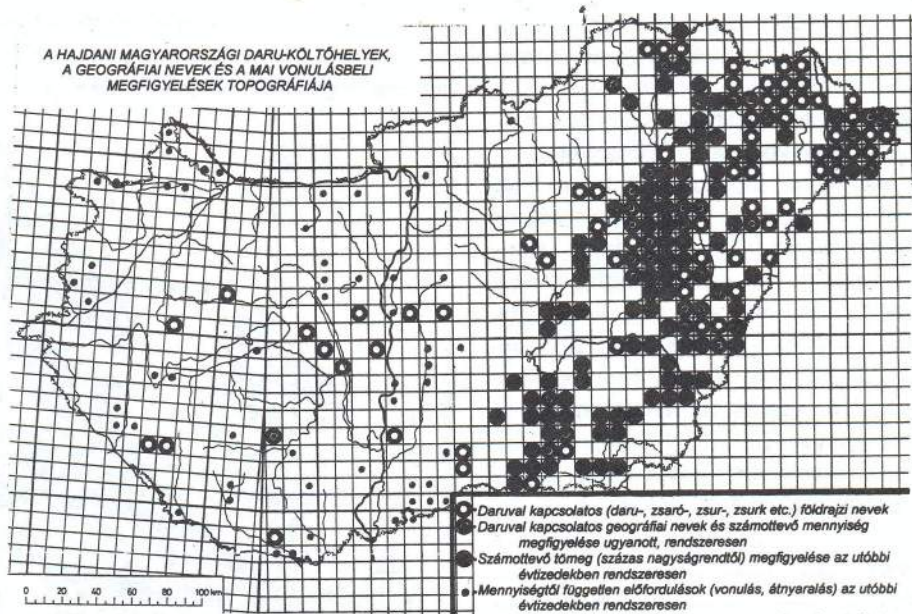 A HAJDANI MAGYARORSZÁGI DARU-KÖLTŐHELYEK,
A GEOGRÁFIAI NEVEK ÉS A MAI VONULÁSBELI
MEGFIGYELÉSEK TOPOGRÁFIÁJA
Daruval kapcsolatos (daru-, zsaró-, zsur-, zsurk etc.) földrajzi nevek
Daruval kapcsolatos geográfiai nevek és számottevő mennyiség
megfigyelése ugyanott, rendszeresen
Számottevő tömeg (százas nagyságrendtől) megfigyelése az utóbbi
évtizedekben rendszeresen
Mennyiségtől független előfordulások (vonulás, átnyaralás) az utóbbi
évtizedekben rendszeresen
0 20 40 60 80 100 km